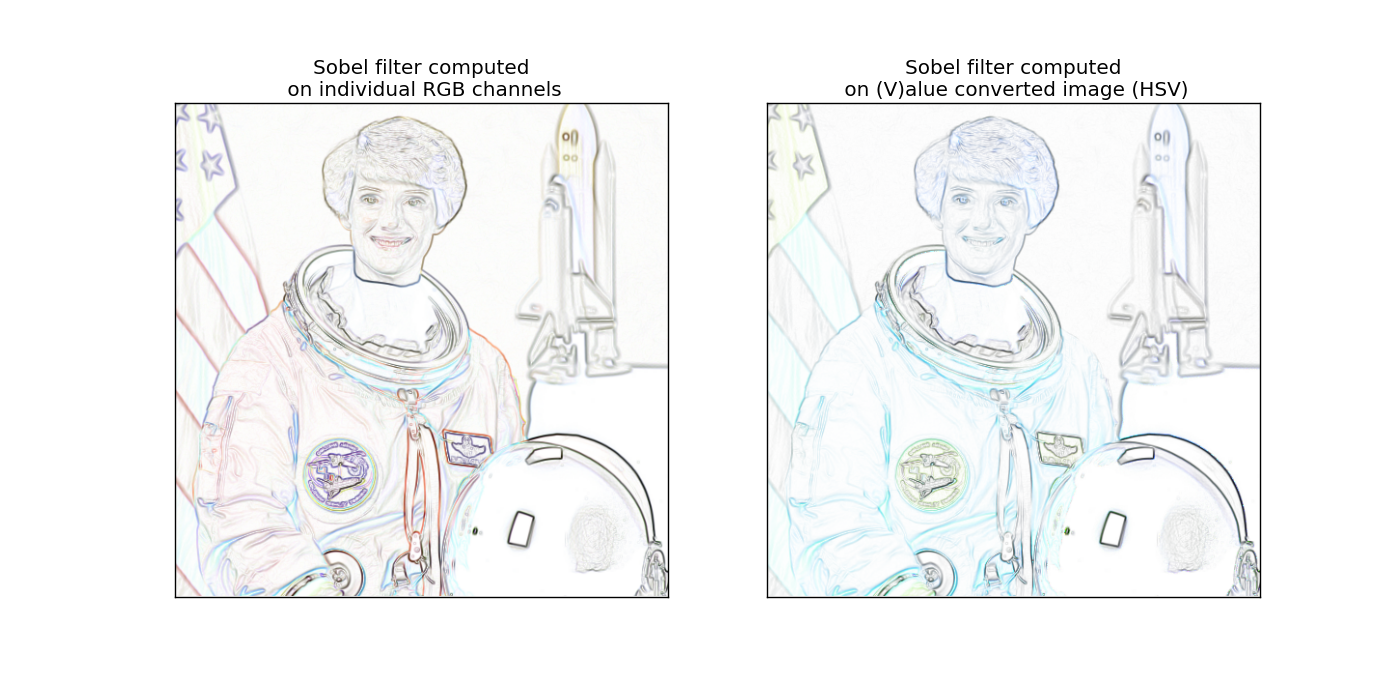 Sobel filter computed
on individual RGB channels
Sobel filter computed
on (V)alue converted image (HSV)